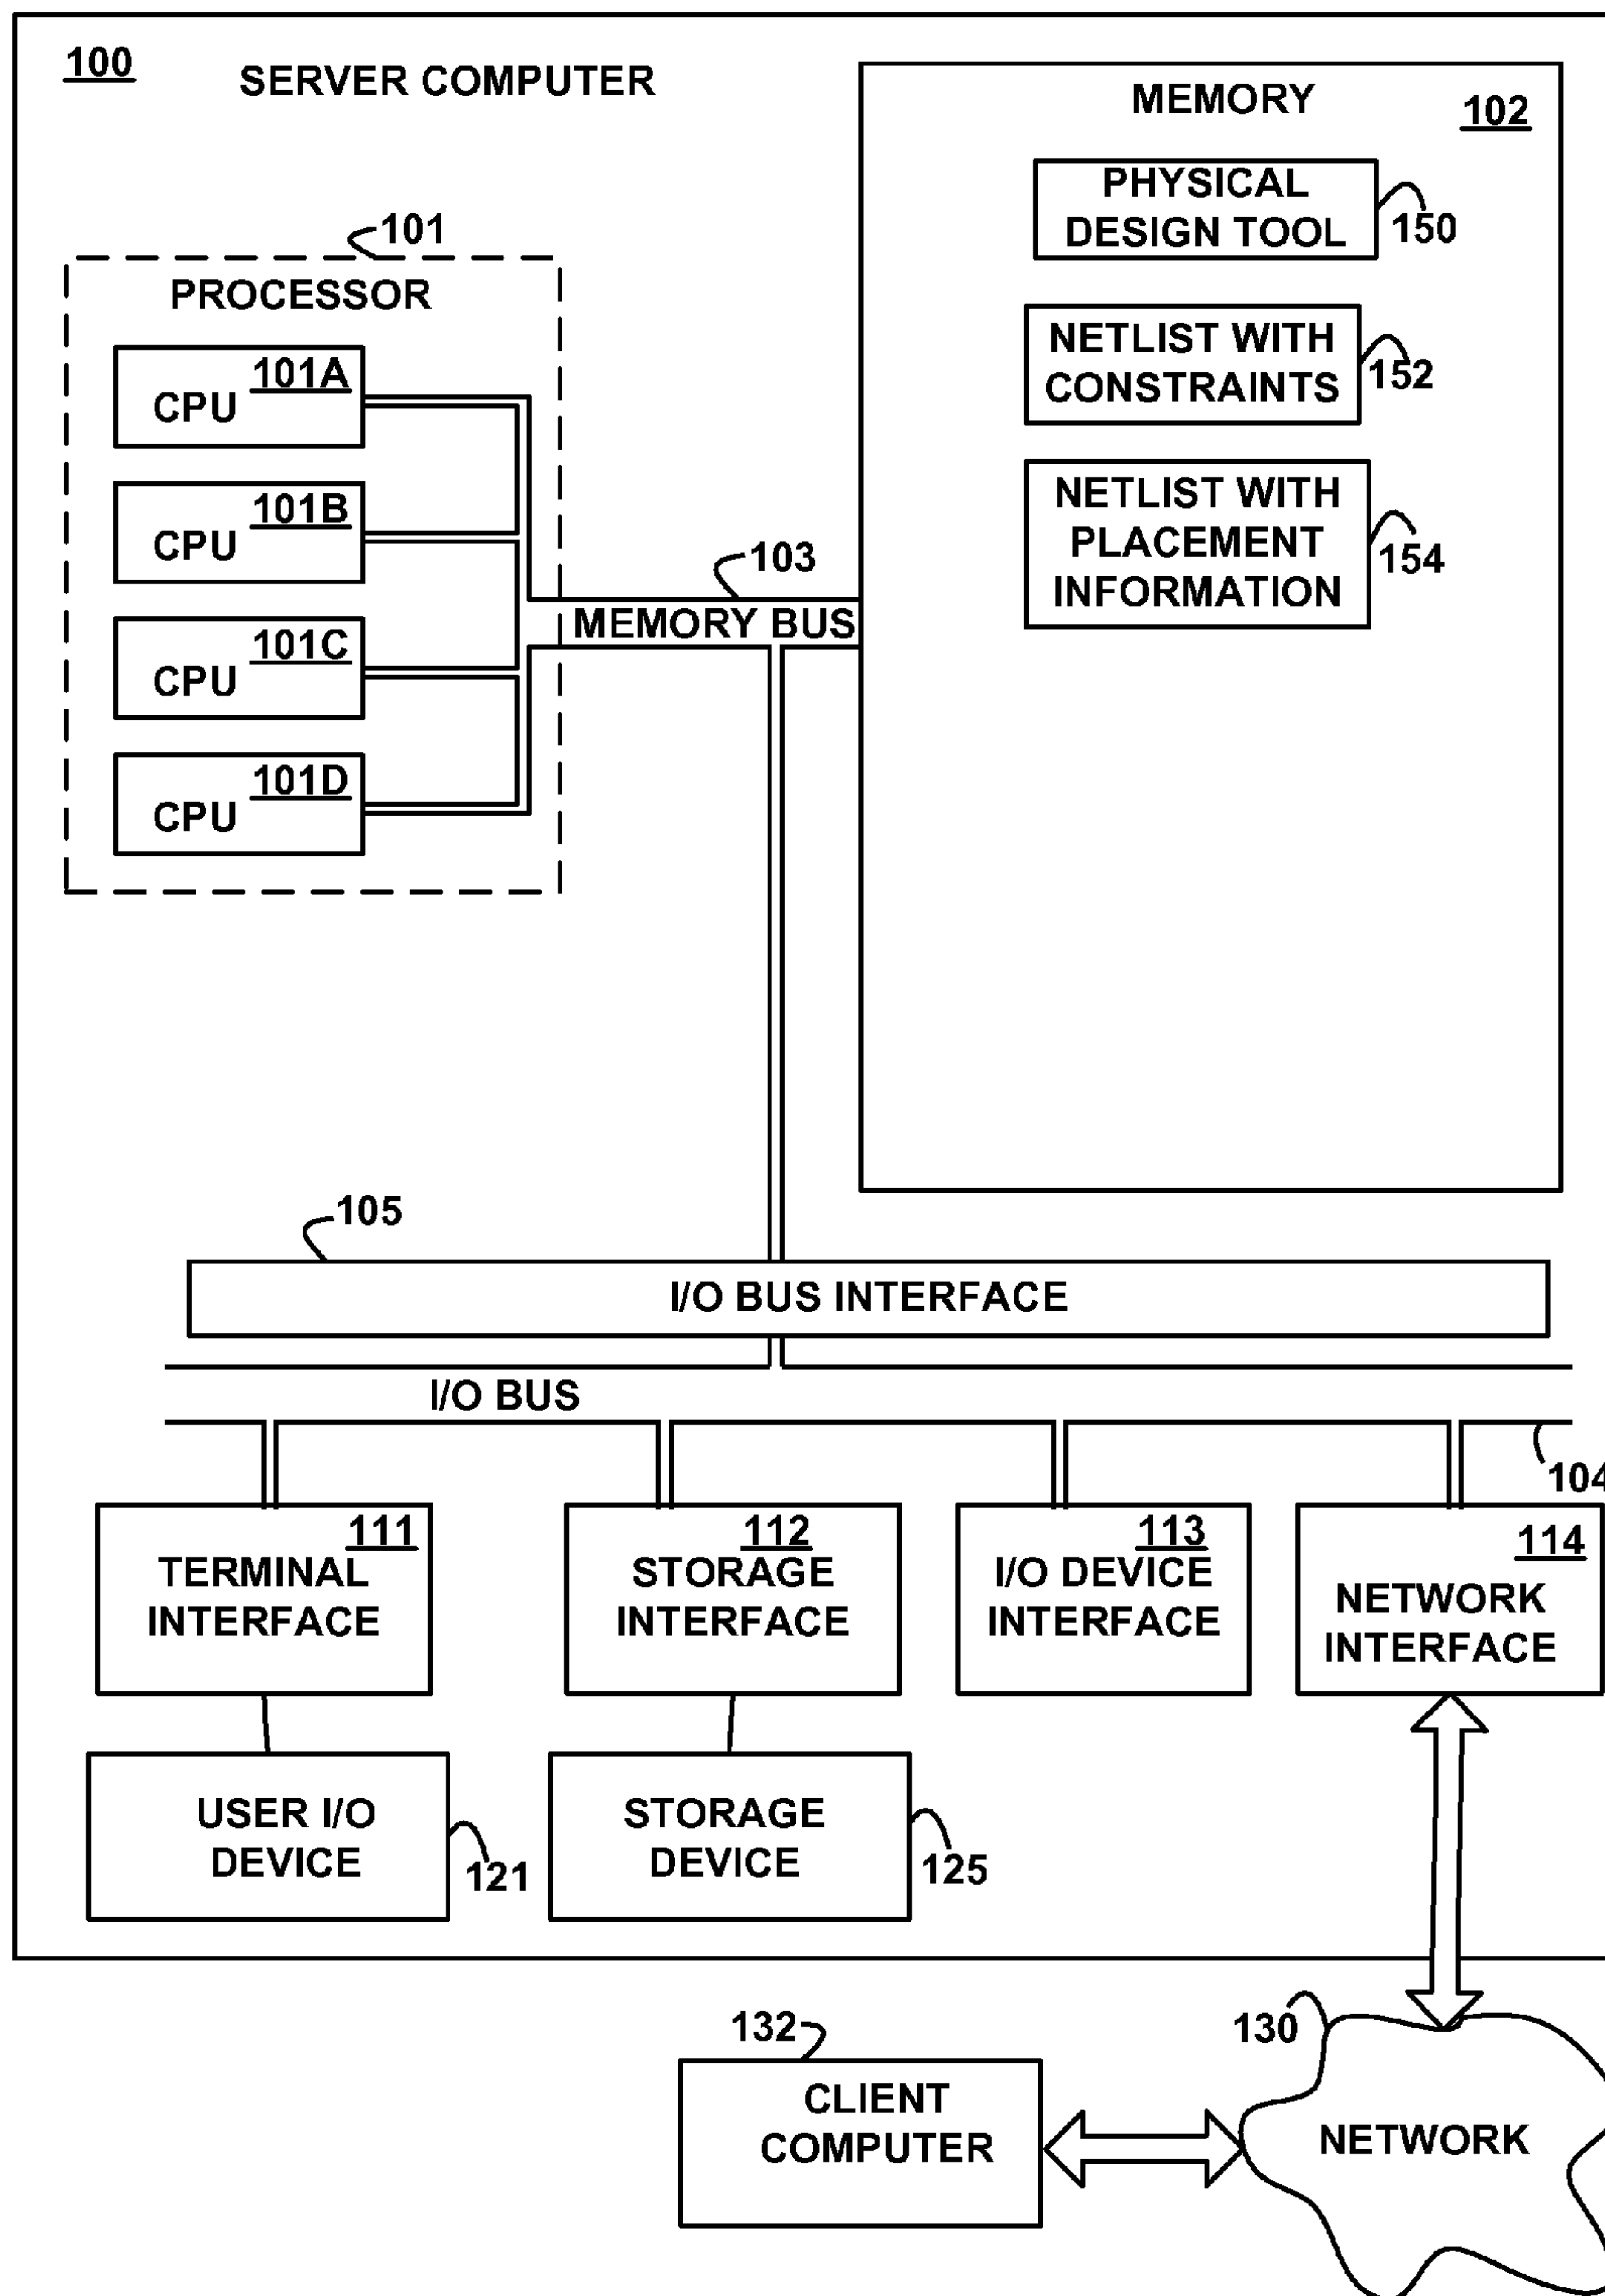 100
SERVER COMPUTER
MEMORY
102
PHYSICAL
DESIGN TOOL
150
NETLIST WITH
CONSTRAINTS
152
NETLIST WITH
PLACEMENT
INFORMATION
154
101
PROCESSOR
101A
CPU
101B
CPU
101C
CPU
101D
CPU
103
MEMORY BUS
105
I/O BUS INTERFACE
I/O BUS
104
111
TERMINAL
INTERFACE
112
STORAGE
INTERFACE
113
I/O DEVICE
INTERFACE
114
NETWORK
INTERFACE
USER I/O
DEVICE
121
STORAGE
DEVICE
125
132
CLIENT
COMPUTER
130
NETWORK